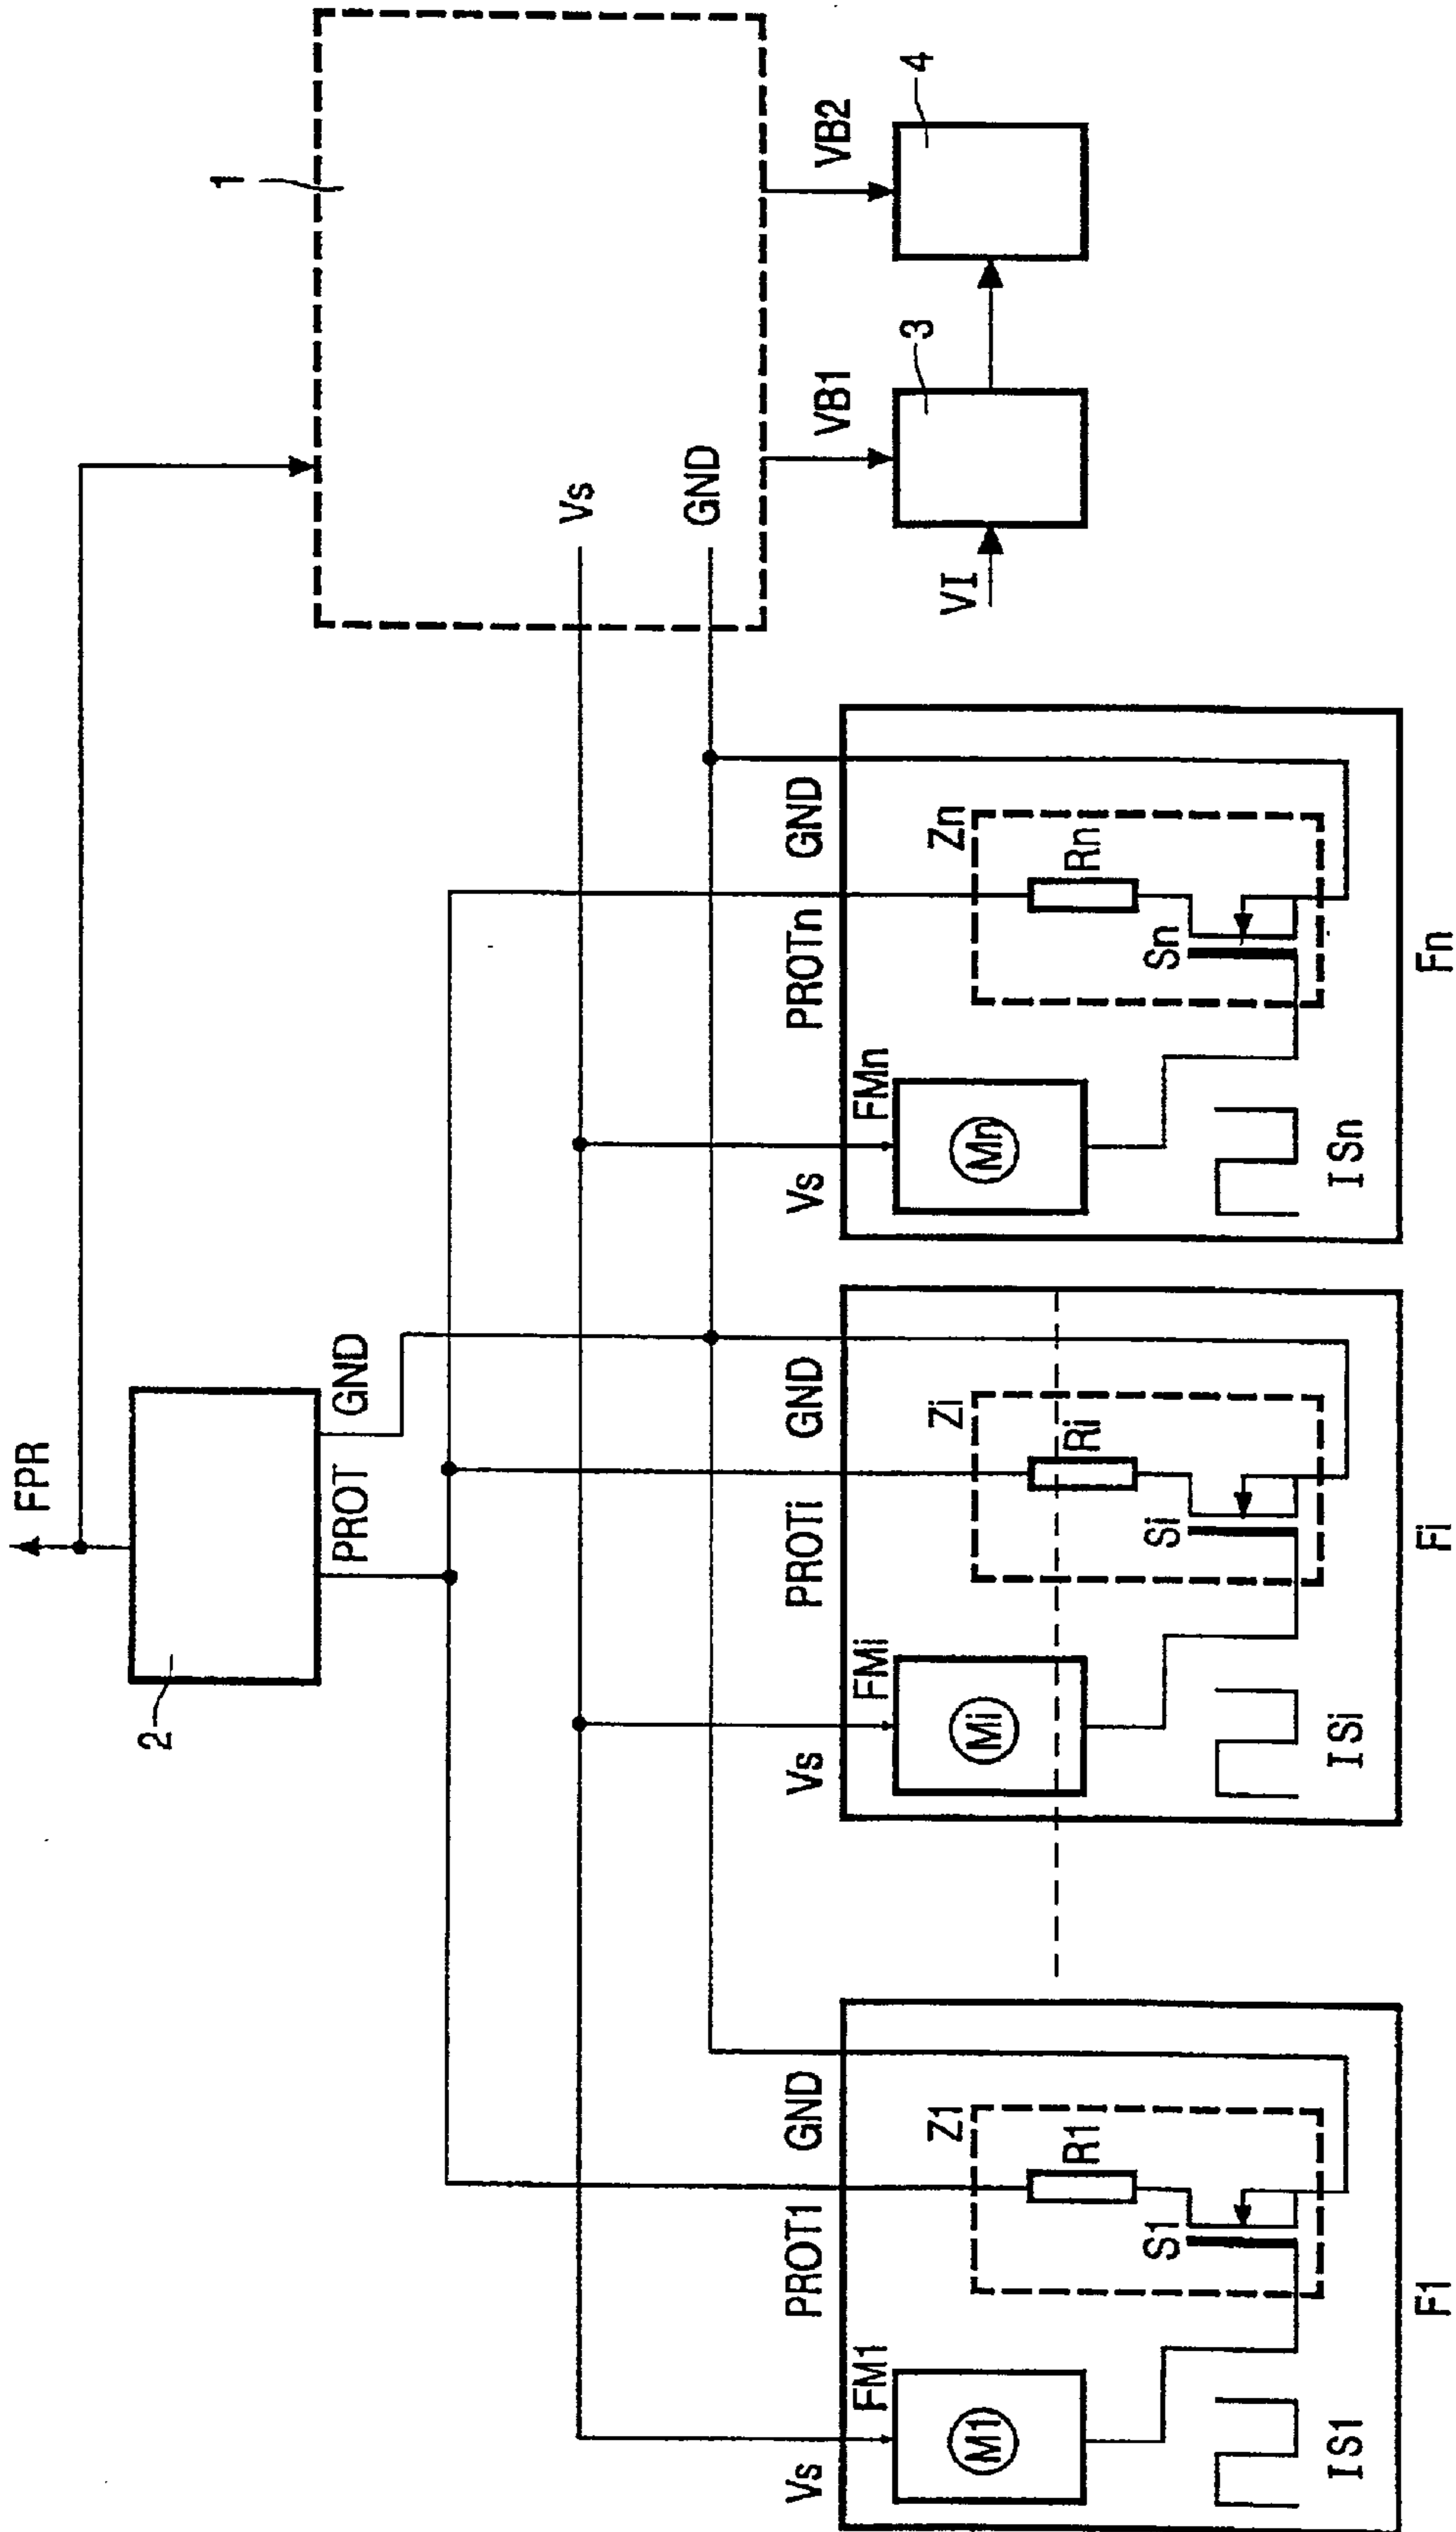 FPR
2
PROT
GND
1
Vs
GND
VB1
VB2
VI
3
4
Vs
PROT1
GND
FM1
M1
Z1
R1
S1
IS1
F1
Vs
PROTi
GND
FMi
Mi
Zi
Ri
Si
ISi
Fi
Vs
PROTn
GND
FMn
Mn
Zn
Rn
Sn
ISn
Fn